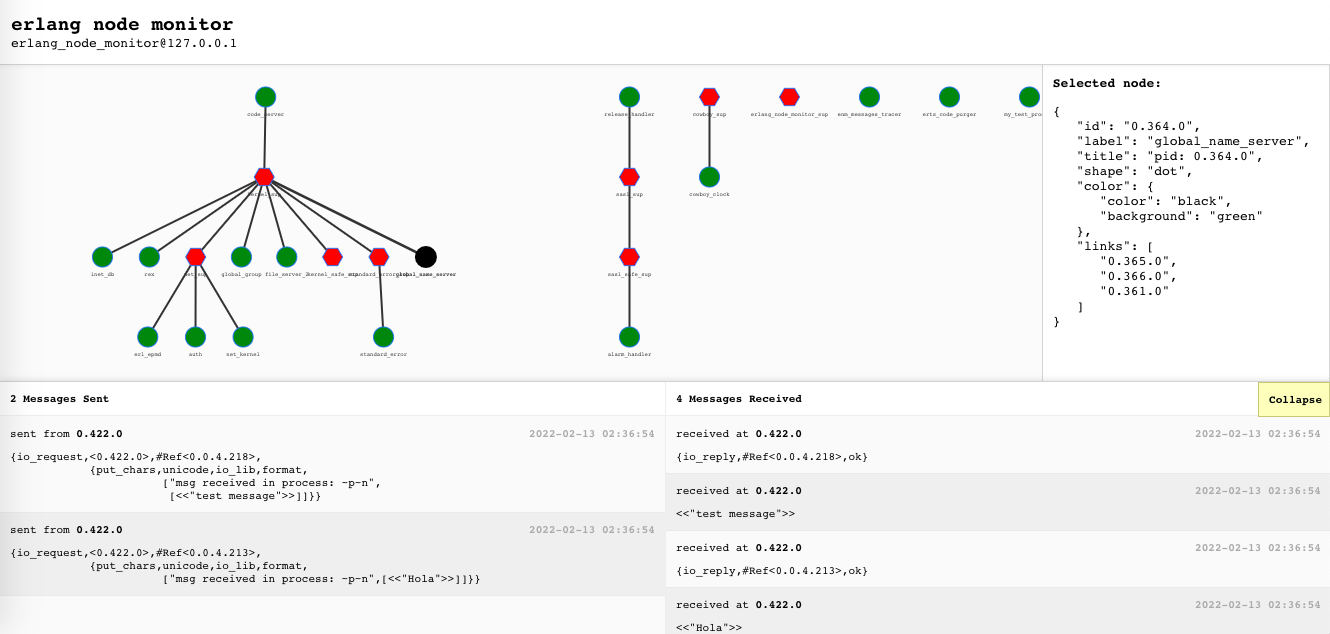 erlang node monitor
erlang_node_monitor@127.0.0.1
code_server
release_handler
cowboy_sup
erlang_node_monitor_sup
enm_messages_tracer
erts_code_purger
kernel_sup
sasl_sup
cowboy_clock
inet_db
rex
net_sup
global_group
file_server_2
kernel_safe_sup
global_name_server
sasl_safe_sup
erl_epmd
auth
net_kernel
standard_error
alarm_handler
Selected node:
{
"id": "0.364.0",
"label": "global_name_server",
"title": "pid: 0.364.0",
"shape": "dot",
"color": {
"color": "black",
"background": "green"
},
"links": [
"0.365.0",
"0.366.0",
"0.361.0"
]
}
2 Messages Sent
sent from 0.422.0 2022-02-13 02:36:54
{io_request,<0.422.0>,#Ref<0.0.4.218>,
{put_chars,unicode,io_lib,format,
["msg received in process: ~p~n",
[<<"test message">>]]}}
sent from 0.422.0 2022-02-13 02:36:54
{io_request,<0.422.0>,#Ref<0.0.4.213>,
{put_chars,unicode,io_lib,format,
["msg received in process: ~p~n",[<<"Hola">>]]}}
4 Messages Received
Collapse
received at 0.422.0 2022-02-13 02:36:54
{io_reply,#Ref<0.0.4.218>,ok}
received at 0.422.0 2022-02-13 02:36:54
<<"test message">>
received at 0.422.0 2022-02-13 02:36:54
{io_reply,#Ref<0.0.4.213>,ok}
received at 0.422.0 2022-02-13 02:36:54
<<"Hola">>